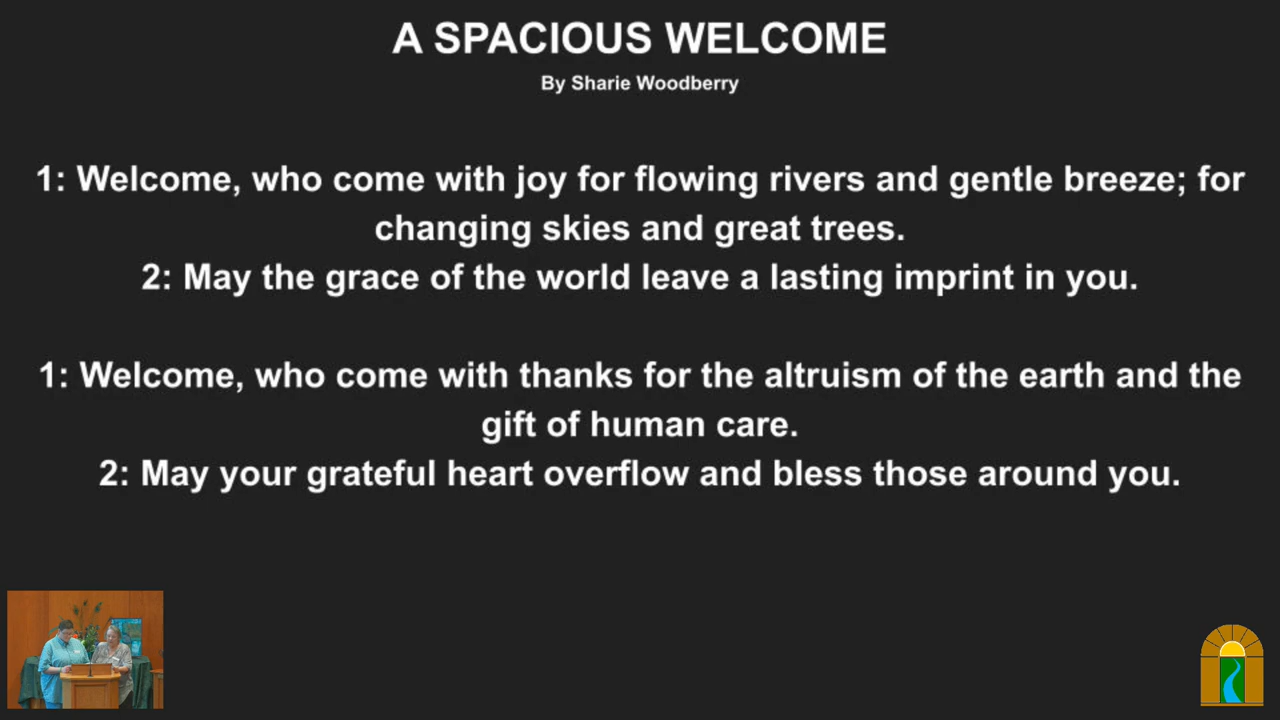 A SPACIOUS WELCOME
By Sharie Woodberry
1: Welcome, who come with joy for flowing rivers and gentle breeze; for
changing skies and great trees.
2: May the grace of the world leave a lasting imprint in you.
1: Welcome, who come with thanks for the altruism of the earth and the
gift of human care.
2: May your grateful heart overflow and bless those around you.